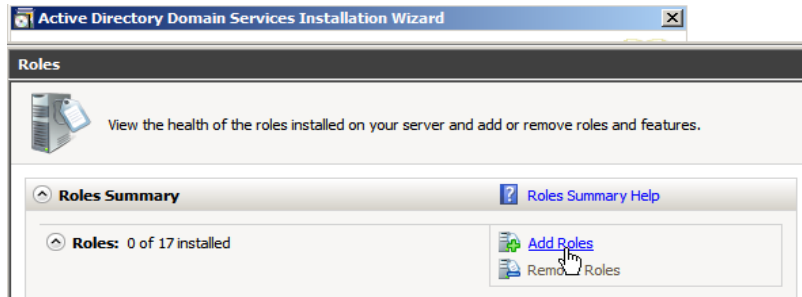 Active Directory Domain Services Installation Wizard
Roles
View the health of the roles installed on your server and add or remove roles and features.
Roles Summary
Roles Summary Help
Roles: 0 of 17 installed
Add Roles
Remove Roles